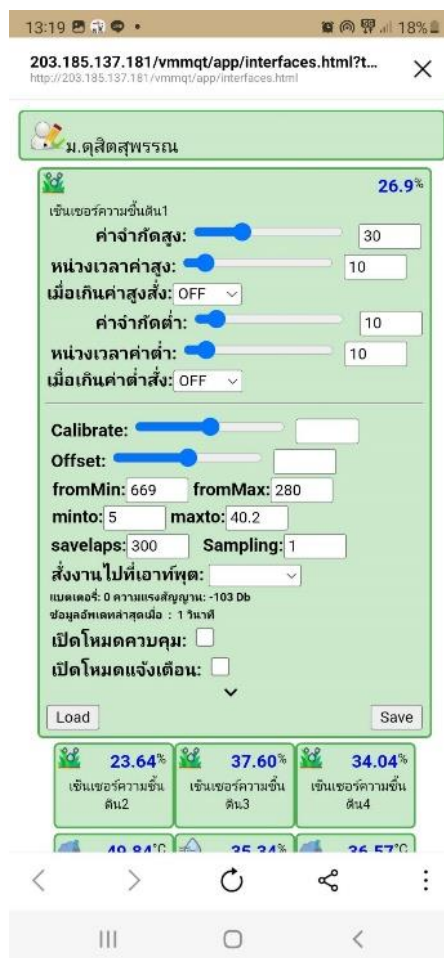 13:19 18%
203.185.137.181/vmmqt/app/interfaces.html?t...
http://203.185.137.181/vmmqt/app/interfaces.html
ม.ดุสิตสุพรรณ
26.9%
เซ็นเซอร์ความชื้นดิน1
ค่าจำกัดสูง: 30
หน่วงเวลาค่าสูง: 10
เมื่อเกินค่าสูงสั่ง: OFF
ค่าจำกัดต่ำ: 10
หน่วงเวลาค่าต่ำ: 10
เมื่อเกินค่าต่ำสั่ง: OFF
Calibrate:
Offset:
fromMin: 669 fromMax: 280
minto: 5 maxto: 40.2
savelaps: 300 Sampling: 1
สั่งงานไปที่เอาท์พุต:
แบตเตอรี่: 0 ความแรงสัญญาน: -103 Db
ข้อมูลอัพเดทล่าสุดเมื่อ : 1 วินาที
เปิดโหมดควบคุม:
เปิดโหมดแจ้งเตือน:
Load Save
23.64% 37.60% 34.04%
เซ็นเซอร์ความชื้น เซ็นเซอร์ความชื้น เซ็นเซอร์ความชื้น
ดิน2 ดิน3 ดิน4
49.84°C 35.34% 36.57°C